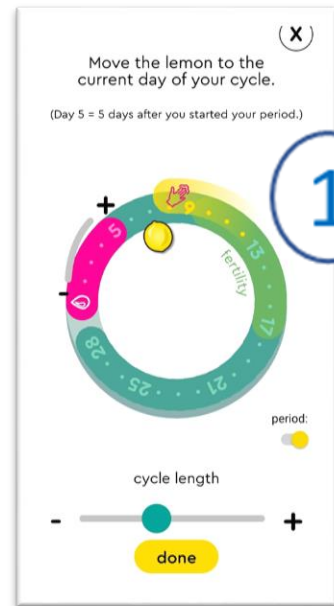 X
Move the lemon to the
current day of your cycle.
(Day 5 = 5 days after you started your period.)
1
+
5
9
13
fertility
17
-
28
25
21
period:
cycle length
- +
done